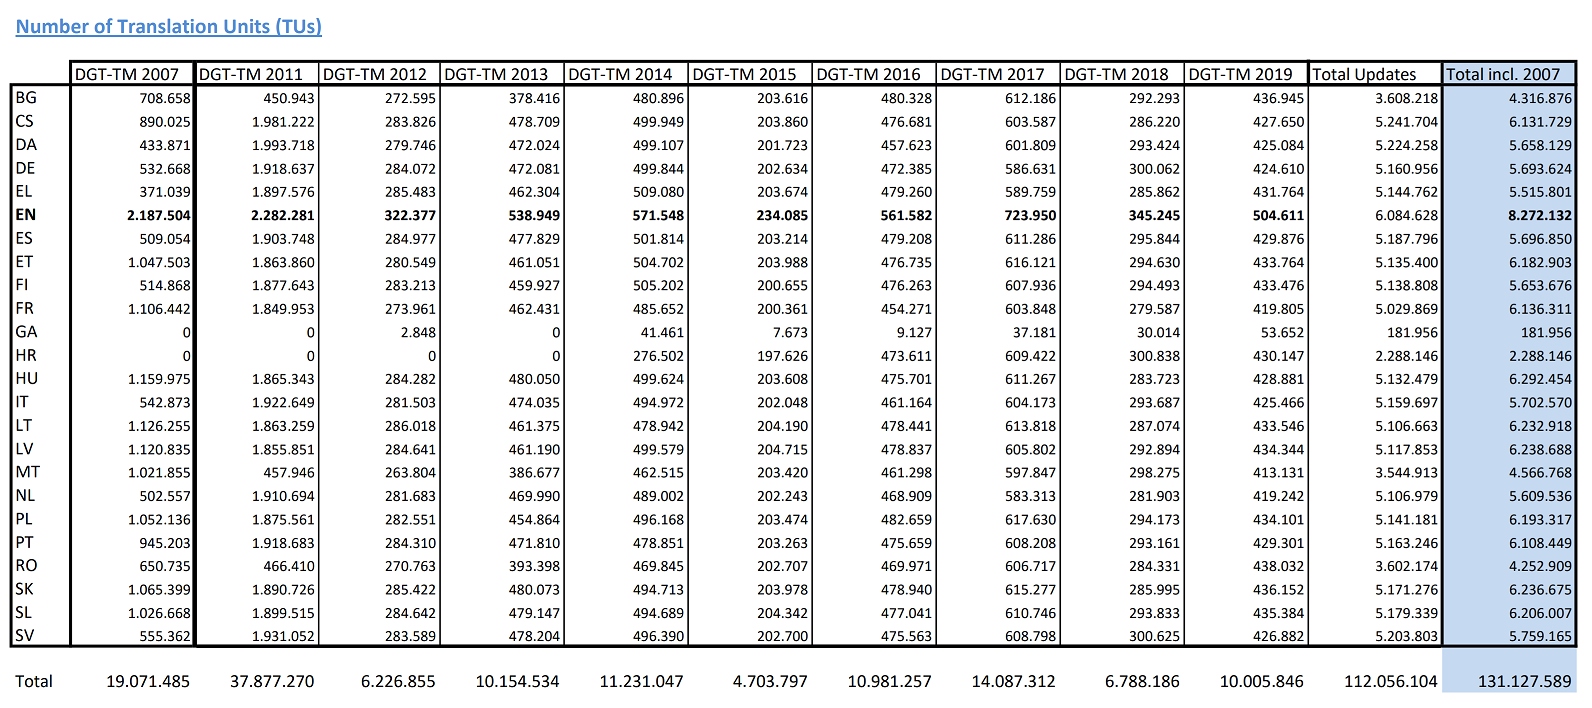 Number of Translation Units (TUs)
DGT-TM 2007 DGT-TM 2011 DGT-TM 2012 DGT-TM 2013 DGT-TM 2014 DGT-TM 2015 DGT-TM 2016 DGT-TM 2017 DGT-TM 2018 DGT-TM 2019 Total Updates Total incl. 2007
BG 708.658 450.943 272.595 378.416 480.896 203.616 480.328 612.186 292.293 436.945 3.608.218 4.316.876
CS 890.025 1.981.222 283.826 478.709 499.949 203.860 476.681 603.587 286.220 427.650 5.241.704 6.131.729
DA 433.871 1.993.718 279.746 472.024 499.107 201.723 457.623 601.809 293.424 425.084 5.224.258 5.658.129
DE 532.668 1.918.637 284.072 472.081 499.844 202.634 472.385 586.631 300.062 424.610 5.160.956 5.693.624
EL 371.039 1.897.576 285.483 462.304 509.080 203.674 479.260 589.759 285.862 431.764 5.144.762 5.515.801
EN 2.187.504 2.282.281 322.377 538.949 571.548 234.085 561.582 723.950 345.245 504.611 6.084.628 8.272.132
ES 509.054 1.903.748 284.977 477.829 501.814 203.214 479.208 611.286 295.844 429.876 5.187.796 5.696.850
ET 1.047.503 1.863.860 280.549 461.051 504.702 203.988 476.735 616.121 294.630 433.764 5.135.400 6.182.903
FI 514.868 1.877.643 283.213 459.927 505.202 200.655 476.263 607.936 294.493 433.476 5.138.808 5.653.676
FR 1.106.442 1.849.953 273.961 462.431 485.652 200.361 454.271 603.848 279.587 419.805 5.029.869 6.136.311
GA 0 0 2.848 0 41.461 7.673 9.127 37.181 30.014 53.652 181.956 181.956
HR 0 0 0 0 276.502 197.626 473.611 609.422 300.838 430.147 2.288.146 2.288.146
HU 1.159.975 1.865.343 284.282 480.050 499.624 203.608 475.701 611.267 283.723 428.881 5.132.479 6.292.454
IT 542.873 1.922.649 281.503 474.035 494.972 202.048 461.164 604.173 293.687 425.466 5.159.697 5.702.570
LT 1.126.255 1.863.259 286.018 461.375 478.942 204.190 478.441 613.818 287.074 433.546 5.106.663 6.232.918
LV 1.120.835 1.855.851 284.641 461.190 499.579 204.715 478.837 605.802 292.894 434.344 5.117.853 6.238.688
MT 1.021.855 457.946 263.804 386.677 462.515 203.420 461.298 597.847 298.275 413.131 3.544.913 4.566.768
NL 502.557 1.910.694 281.683 469.990 489.002 202.243 468.909 583.313 281.903 419.242 5.106.979 5.609.536
PL 1.052.136 1.875.561 282.551 454.864 496.168 203.474 482.659 617.630 294.173 434.101 5.141.181 6.193.317
PT 945.203 1.918.683 284.310 471.810 478.851 203.263 475.659 608.208 293.161 429.301 5.163.246 6.108.449
RO 650.735 466.410 270.763 393.398 469.845 202.707 469.971 606.717 284.331 438.032 3.602.174 4.252.909
SK 1.065.399 1.890.726 285.422 480.073 494.713 203.978 478.940 615.277 285.995 436.152 5.171.276 6.236.675
SL 1.026.668 1.899.515 284.642 479.147 494.689 204.342 477.041 610.746 293.833 435.384 5.179.339 6.206.007
SV 555.362 1.931.052 283.589 478.204 496.390 202.700 475.563 608.798 300.625 426.882 5.203.803 5.759.165
Total 19.071.485 37.877.270 6.226.855 10.154.534 11.231.047 4.703.797 10.981.257 14.087.312 6.788.186 10.005.846 112.056.104 131.127.589